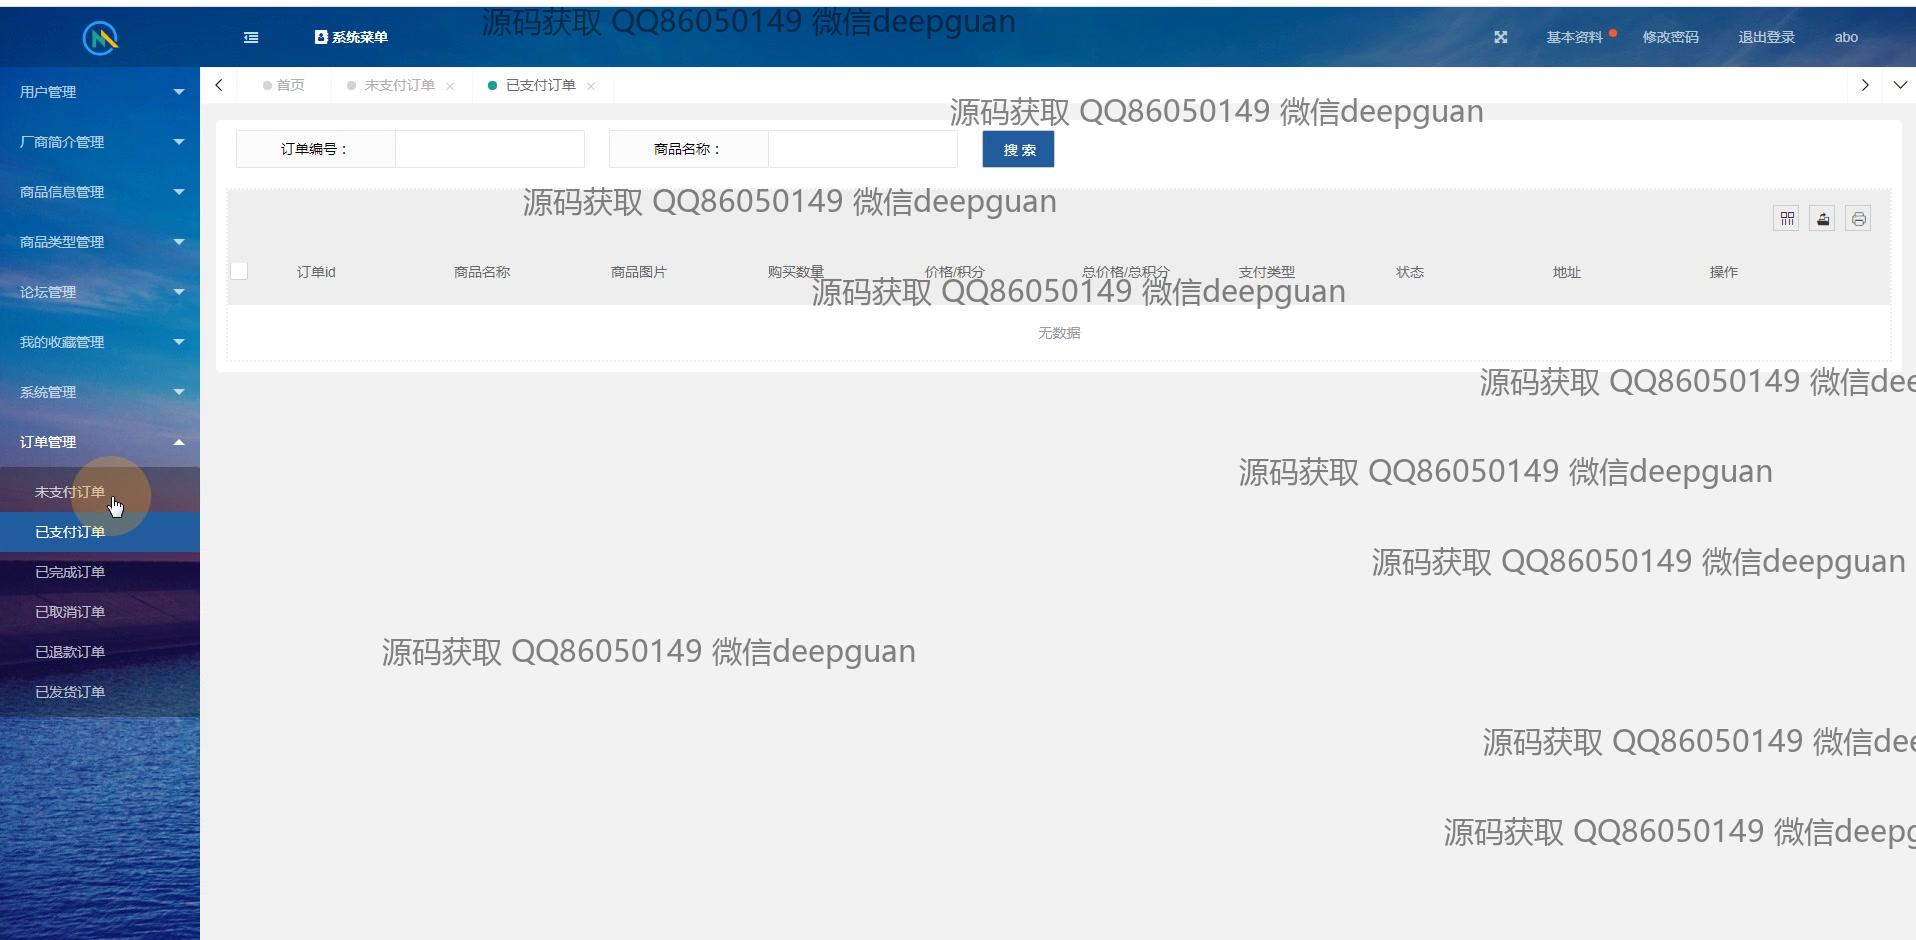 源码获取 QQ86050149 微信deepguan
系统菜单
基本资料
修改密码
退出登录
abo
用户管理
厂商简介管理
商品信息管理
商品类型管理
论坛管理
我的收藏管理
系统管理
订单管理
未支付订单
已支付订单
已完成订单
已取消订单
已退款订单
已发货订单
首页
未支付订单
已支付订单
源码获取 QQ86050149 微信deepguan
订单编号：
商品名称：
搜 索
源码获取 QQ86050149 微信deepguan
订单id 商品名称 商品图片 购买数量 价格/积分 总价格/总积分 支付类型 状态 地址 操作
源码获取 QQ86050149 微信deepguan
无数据
源码获取 QQ86050149 微信dee
源码获取 QQ86050149 微信deepguan
源码获取 QQ86050149 微信deepguan
源码获取 QQ86050149 微信deepguan
源码获取 QQ86050149 微信dee
源码获取 QQ86050149 微信deepg